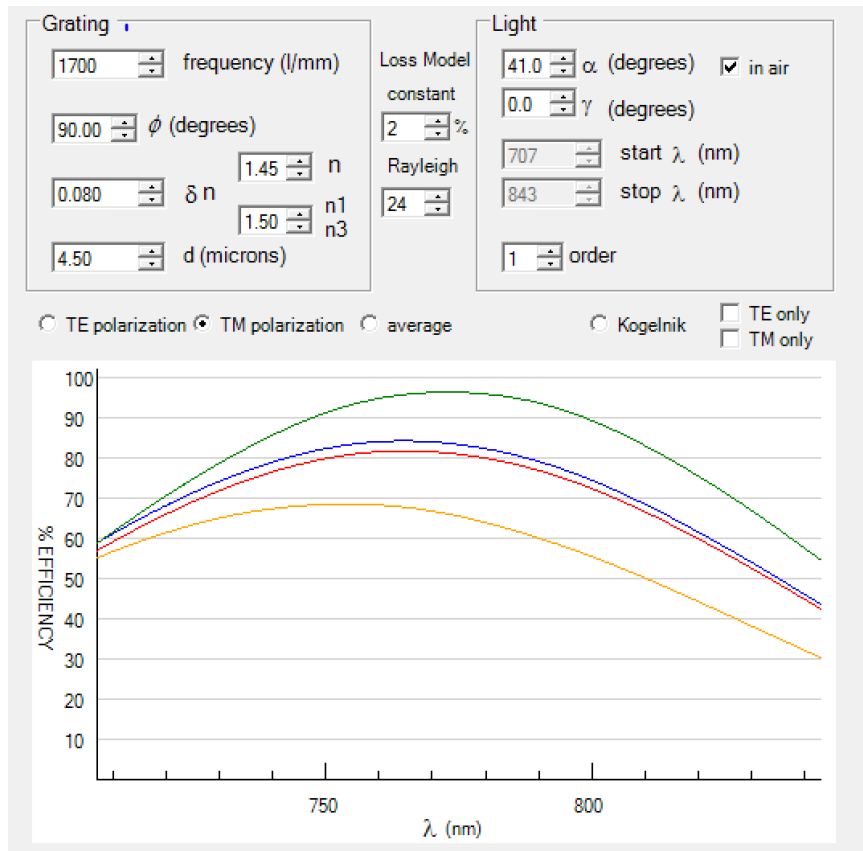 Grating
1700 frequency (l/mm)
90.00 ϕ (degrees)
1.45 n
0.080 δ n
1.50 n1
n3
4.50 d (microns)
Loss Model
constant
2 %
Rayleigh
24
Light
41.0 α (degrees) in air
0.0 γ (degrees)
707 start λ (nm)
843 stop λ (nm)
1 order
TE polarization TM polarization average Kogelnik TE only
TM only
100
90
80
70
60
50
40
30
20
10
% EFFICIENCY
750 800
λ (nm)